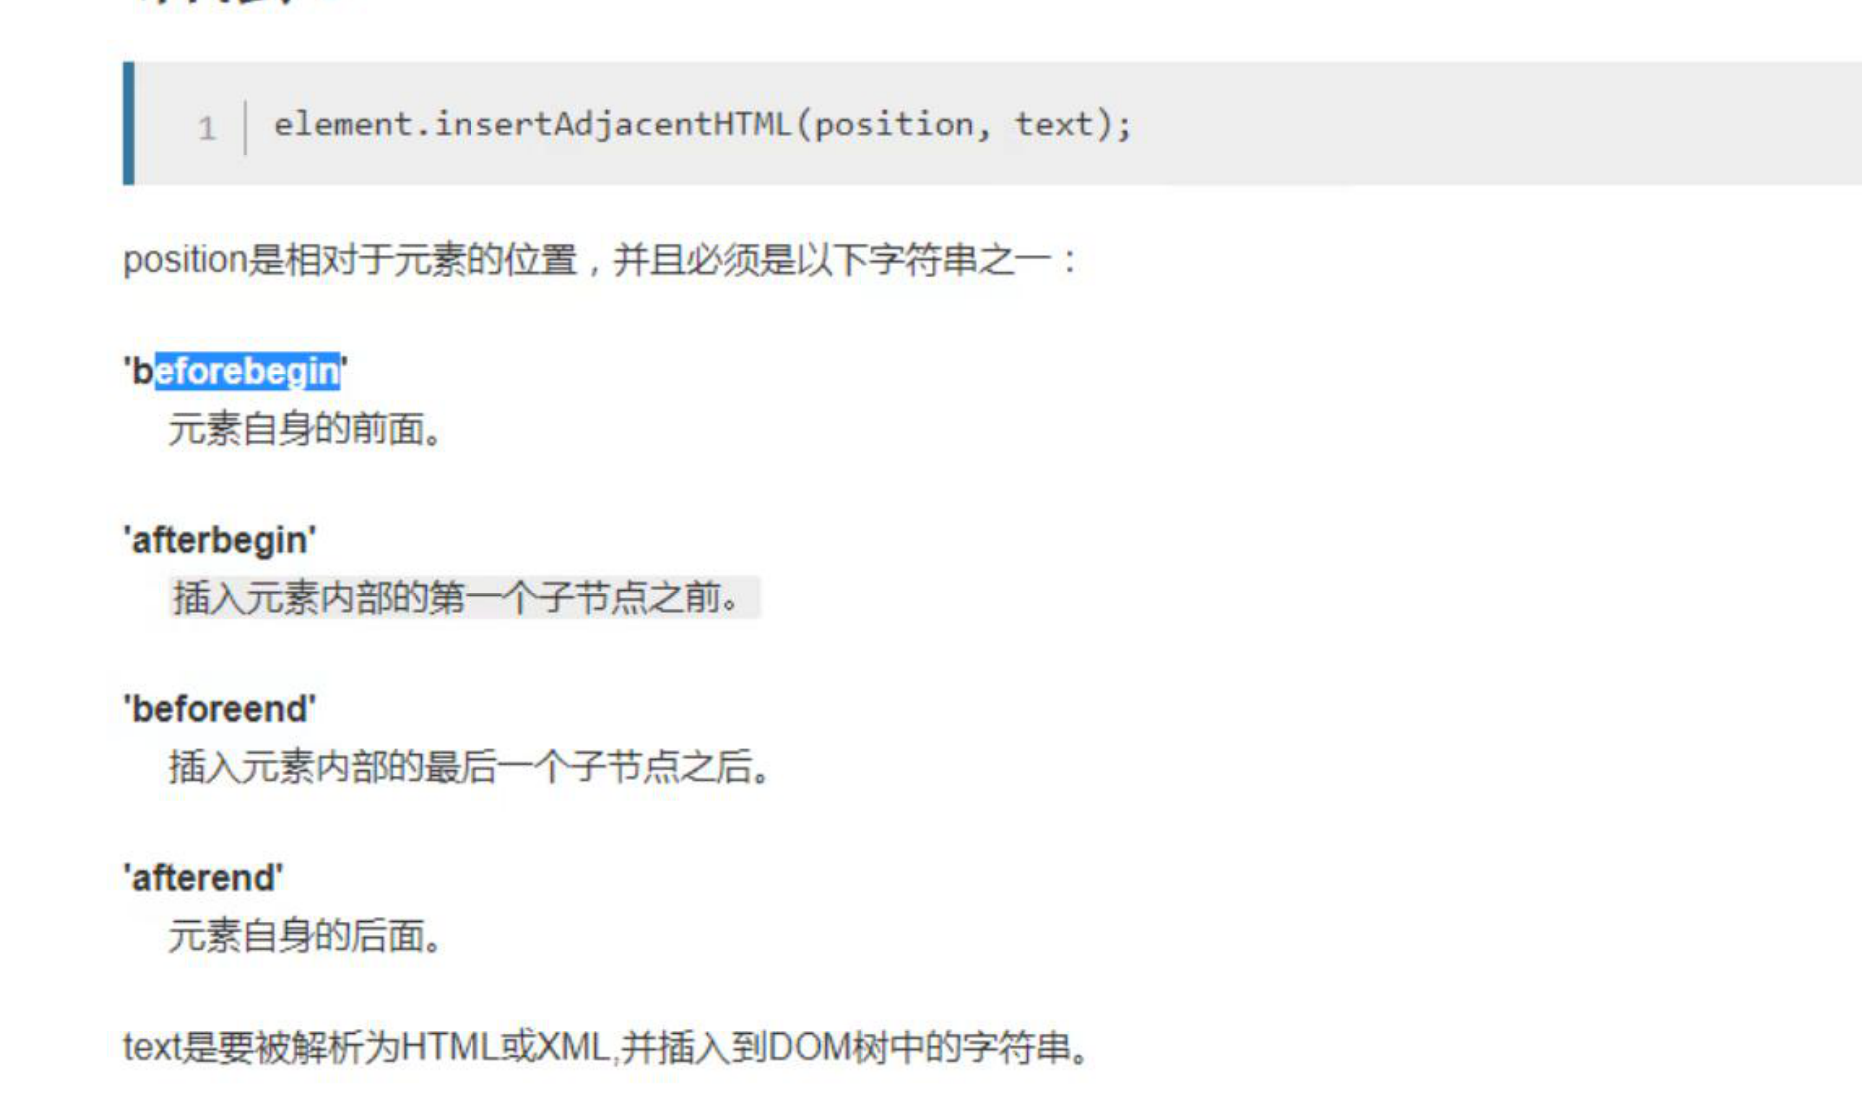 1 element.insertAdjacentHTML(position, text);
position是相对于元素的位置，并且必须是以下字符串之一：
'beforebegin'
元素自身的前面。
'afterbegin'
插入元素内部的第一个子节点之前。
'beforeend'
插入元素内部的最后一个子节点之后。
'afterend'
元素自身的后面。
text是要被解析为HTML或XML,并插入到DOM树中的字符串。